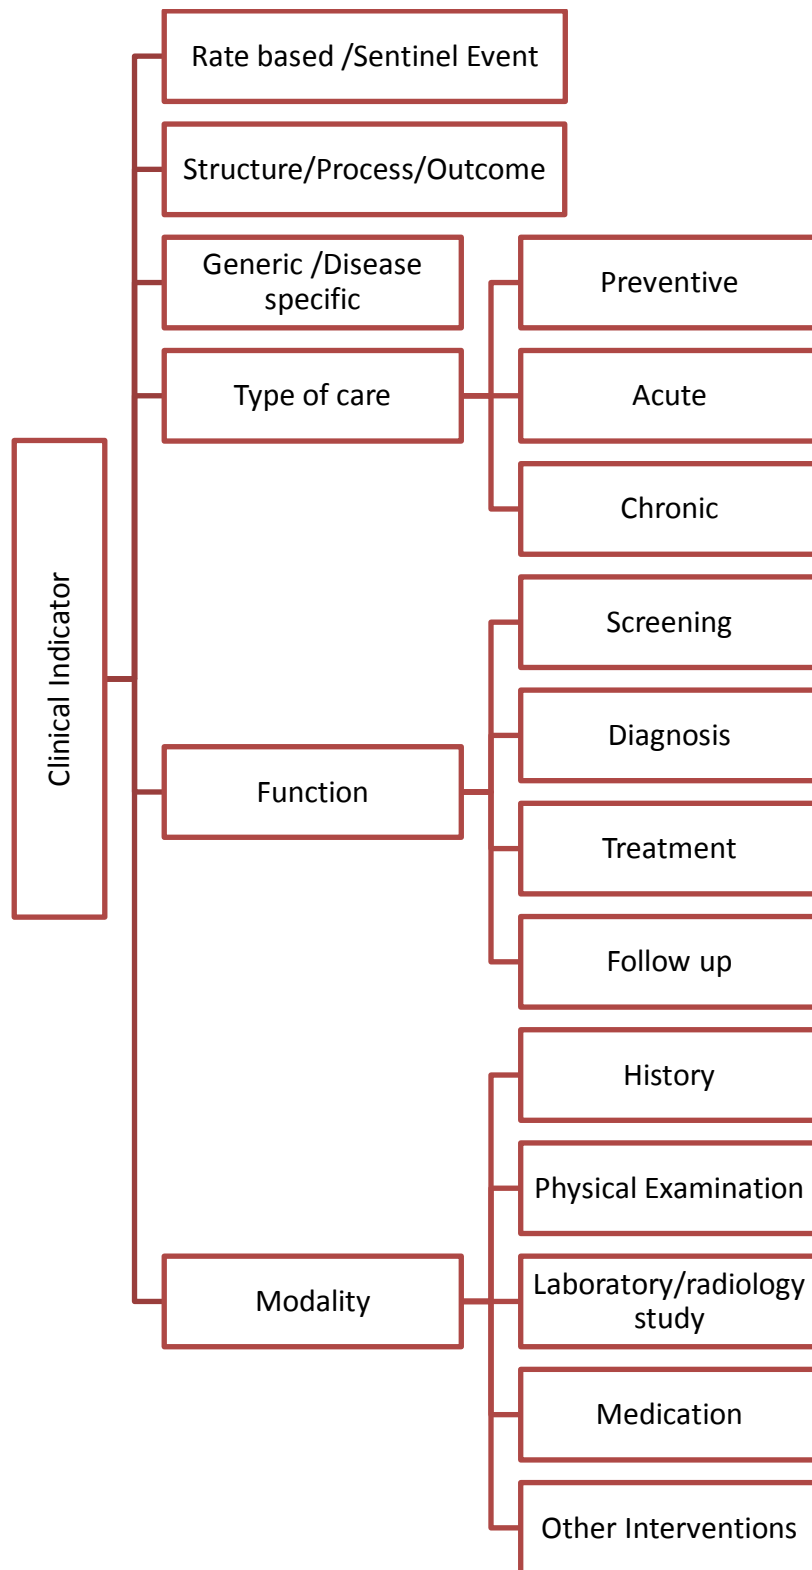 Rate based /Sentinel Event
Structure/Process/Outcome
Generic /Disease
specific
Preventive
Type of care
Acute
Chronic
Clinical Indicator
Screening
Diagnosis
Function
Treatment
Follow up
History
Physical Examination
Modality
Laboratory/radiology
study
Medication
Other Interventions